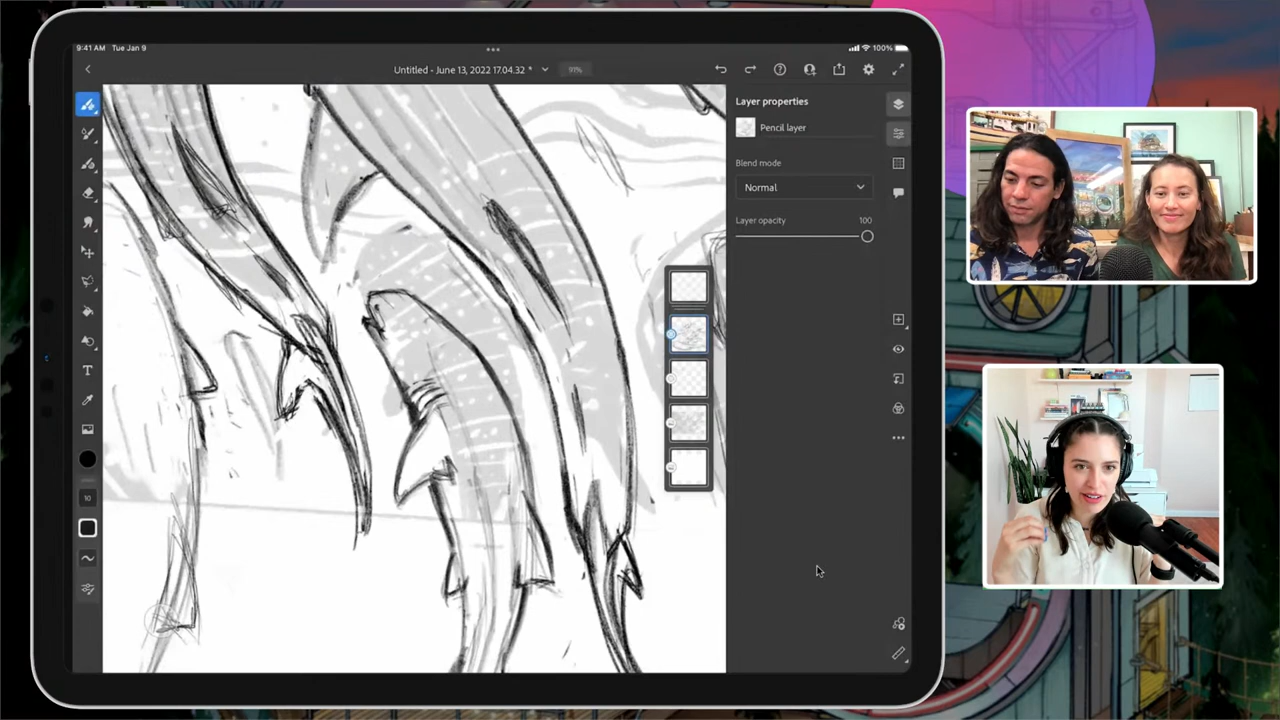 9:41 AM Tue Jan 9
100%
Untitled - June 13, 2022 17.04.32 *
91%
Layer properties
Pencil layer
Blend mode
Normal
Layer opacity 100
T
10